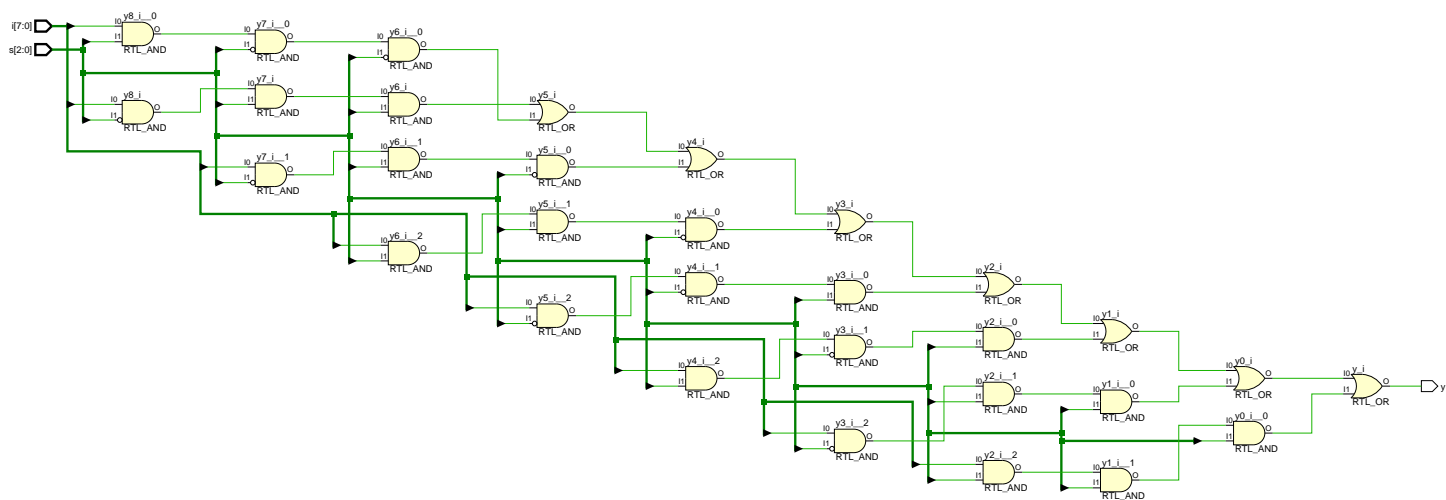 i[7:0]
s[2:0]
y8_i__0
I0
I1
O
RTL_AND
y7_i__0
I0
I1
O
RTL_AND
y6_i__0
I0
I1
O
RTL_AND
y8_i
I0
I1
O
RTL_AND
y7_i
I0
I1
O
RTL_AND
y6_i
I0
I1
O
RTL_AND
y5_i
I0
I1
O
RTL_OR
y7_i__1
I0
I1
O
RTL_AND
y6_i__1
I0
I1
O
RTL_AND
y5_i__0
I0
I1
O
RTL_AND
y4_i
I0
I1
O
RTL_OR
y6_i__2
I0
I1
O
RTL_AND
y5_i__1
I0
I1
O
RTL_AND
y4_i__0
I0
I1
O
RTL_AND
y3_i
I0
I1
O
RTL_OR
y5_i__2
I0
I1
O
RTL_AND
y4_i__1
I0
I1
O
RTL_AND
y3_i__0
I0
I1
O
RTL_AND
y2_i
I0
I1
O
RTL_OR
y4_i__2
I0
I1
O
RTL_AND
y3_i__1
I0
I1
O
RTL_AND
y2_i__0
I0
I1
O
RTL_AND
y1_i
I0
I1
O
RTL_OR
y3_i__2
I0
I1
O
RTL_AND
y2_i__1
I0
I1
O
RTL_AND
y1_i__0
I0
I1
O
RTL_AND
y0_i
I0
I1
O
RTL_OR
y_i
I0
I1
O
RTL_OR
y
y2_i__2
I0
I1
O
RTL_AND
y1_i__1
I0
I1
O
RTL_AND
y0_i__0
I0
I1
O
RTL_AND